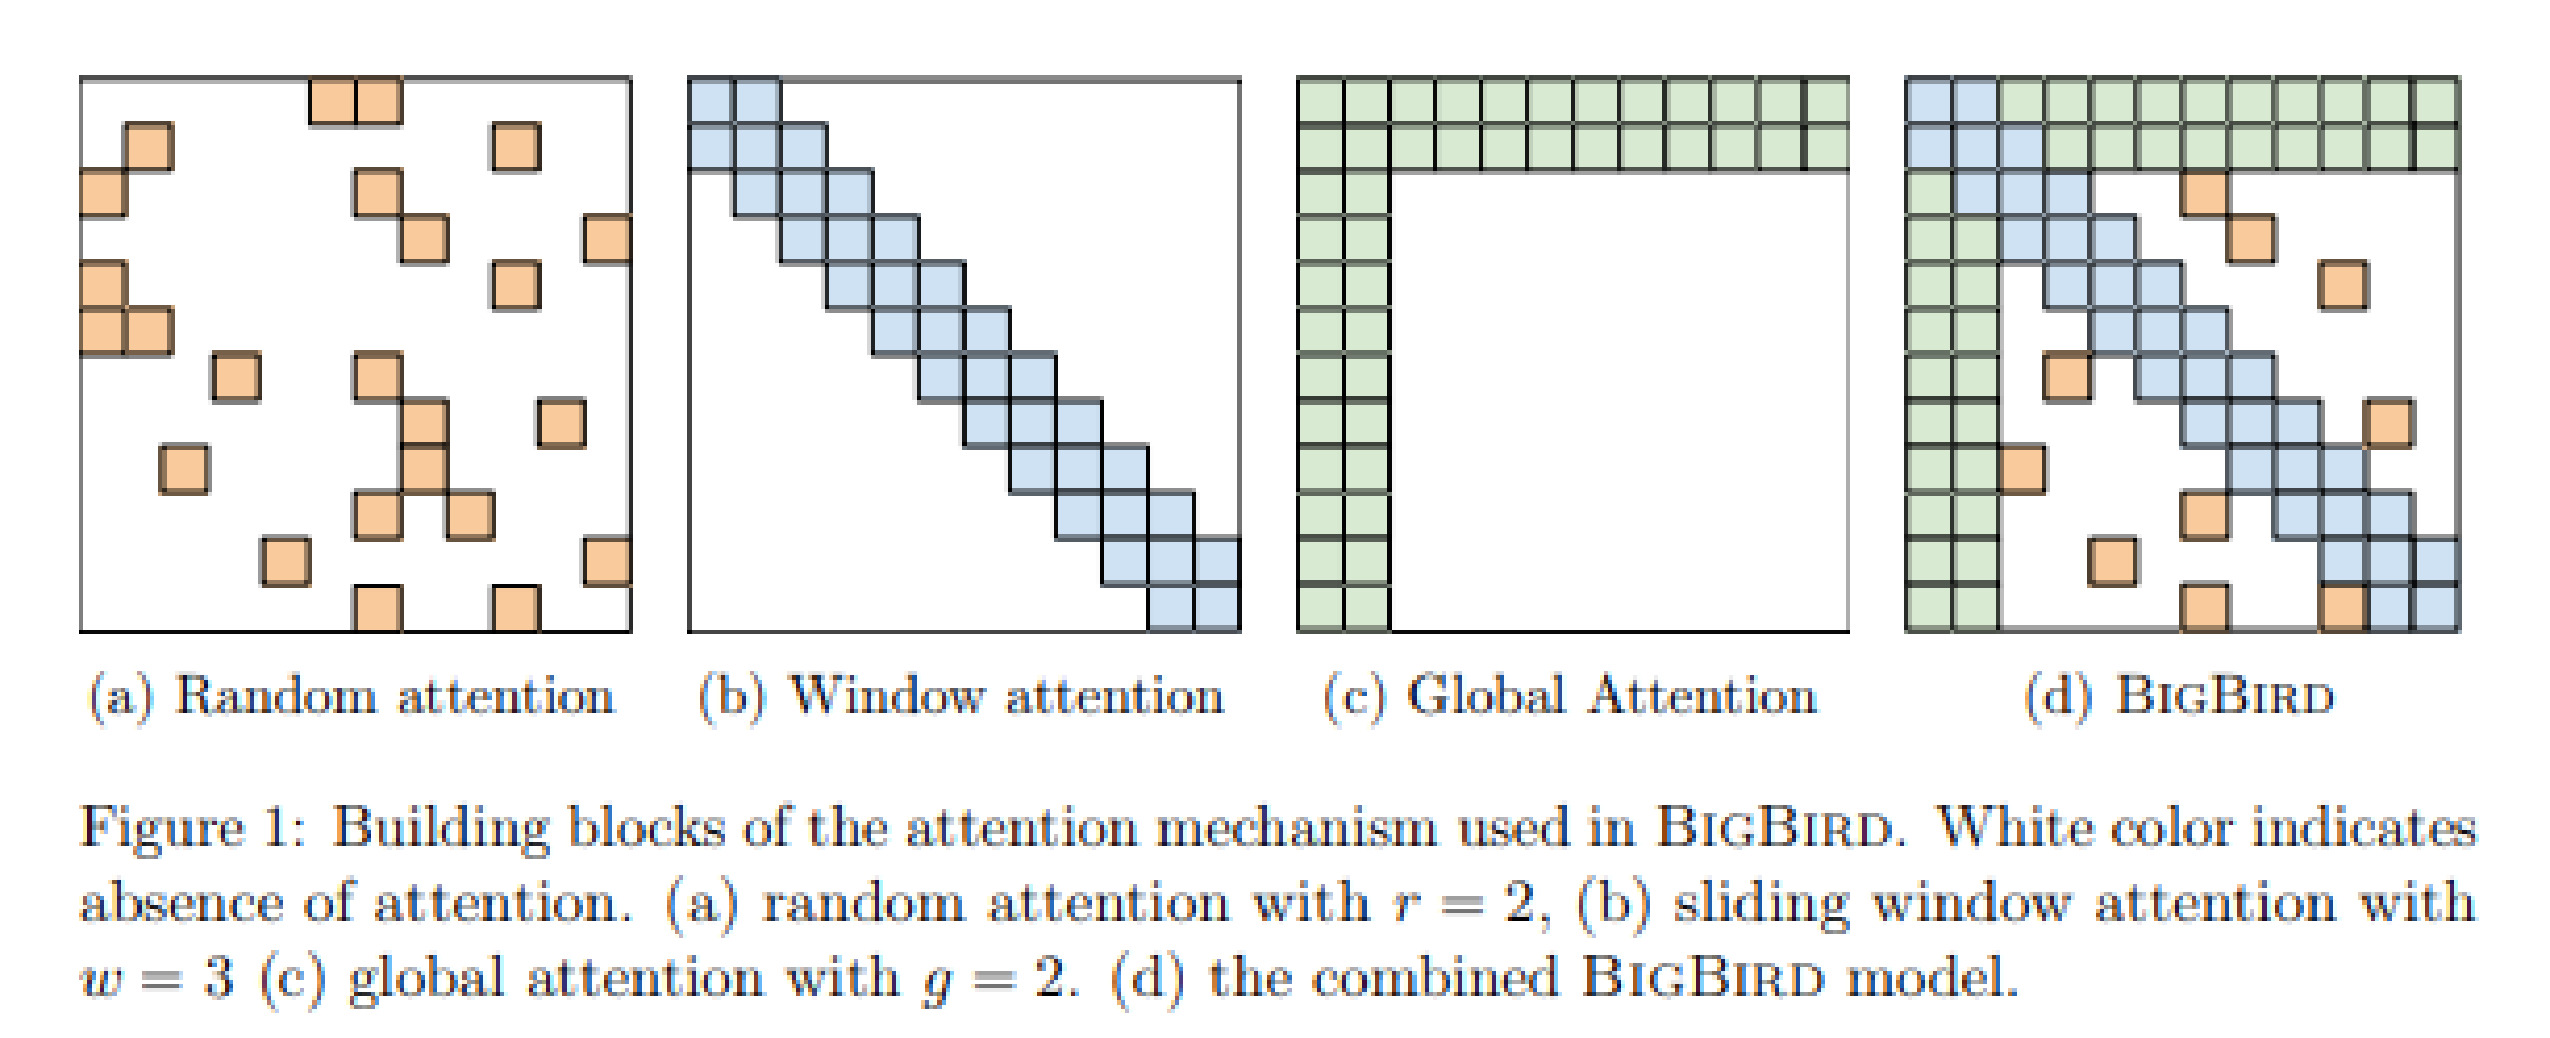 (a) Random attention
(b) Window attention
(c) Global Attention
(d) BIGBIRD
Figure 1: Building blocks of the attention mechanism used in BIGBIRD. White color indicates
absence of attention. (a) random attention with r = 2, (b) sliding window attention with
w = 3 (c) global attention with g = 2. (d) the combined BIGBIRD model.